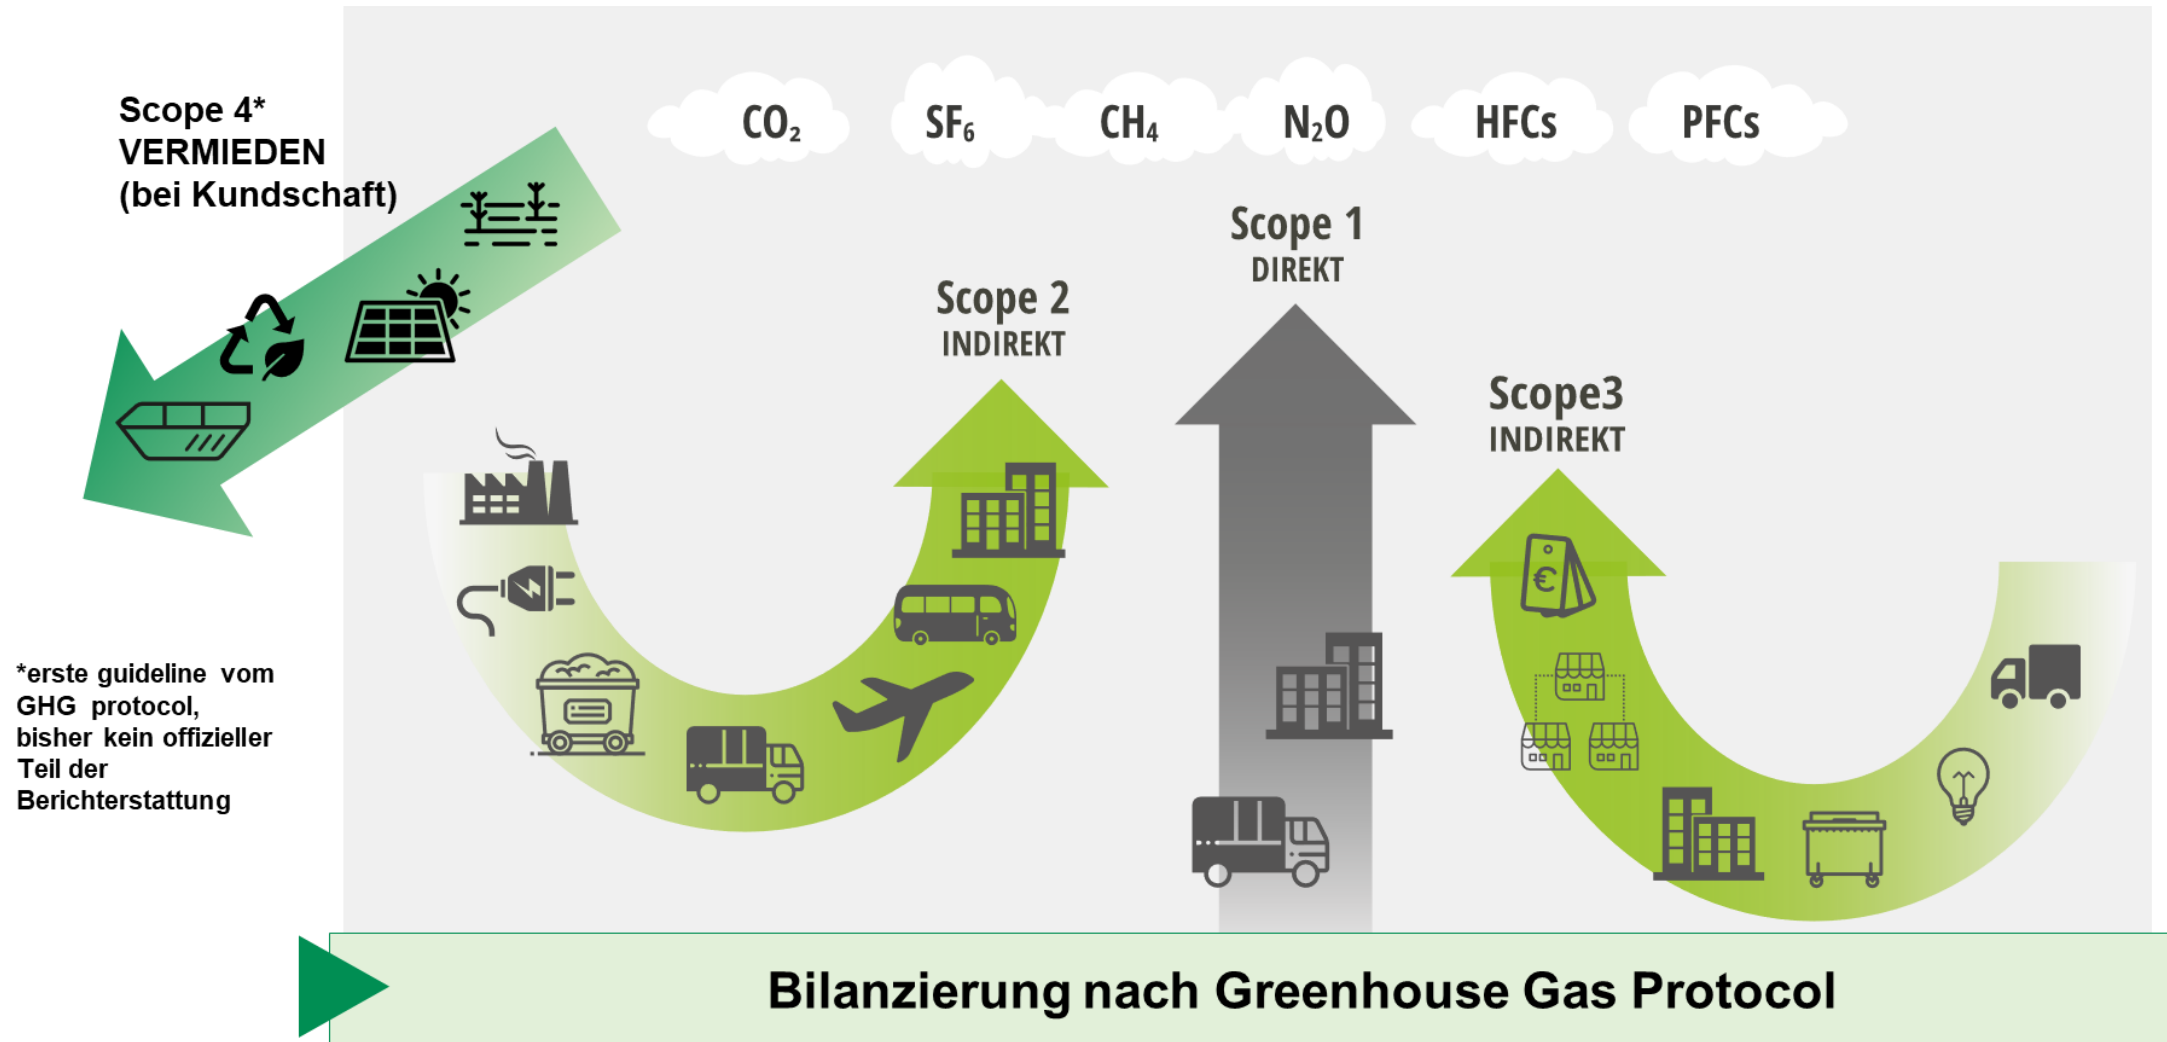 Scope 4*
VERMIEDEN
(bei Kundschaft)
CO₂
SF₆
CH₄
N₂O
HFCs
PFCs
Scope 1
DIREKT
Scope 2
INDIREKT
Scope3
INDIREKT
€
*erste guideline vom
GHG protocol,
bisher kein offizieller
Teil der
Berichterstattung
Bilanzierung nach Greenhouse Gas Protocol